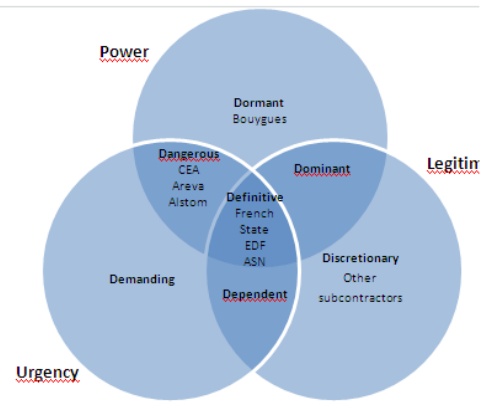 Power
Dormant
Bouygues
Dangerous
CEA
Areva
Alstom
Dominant
Legitim
Definitive
French
State
EDF
ASN
Demanding
Discretionary
Other
subcontractors
Dependent
Urgency